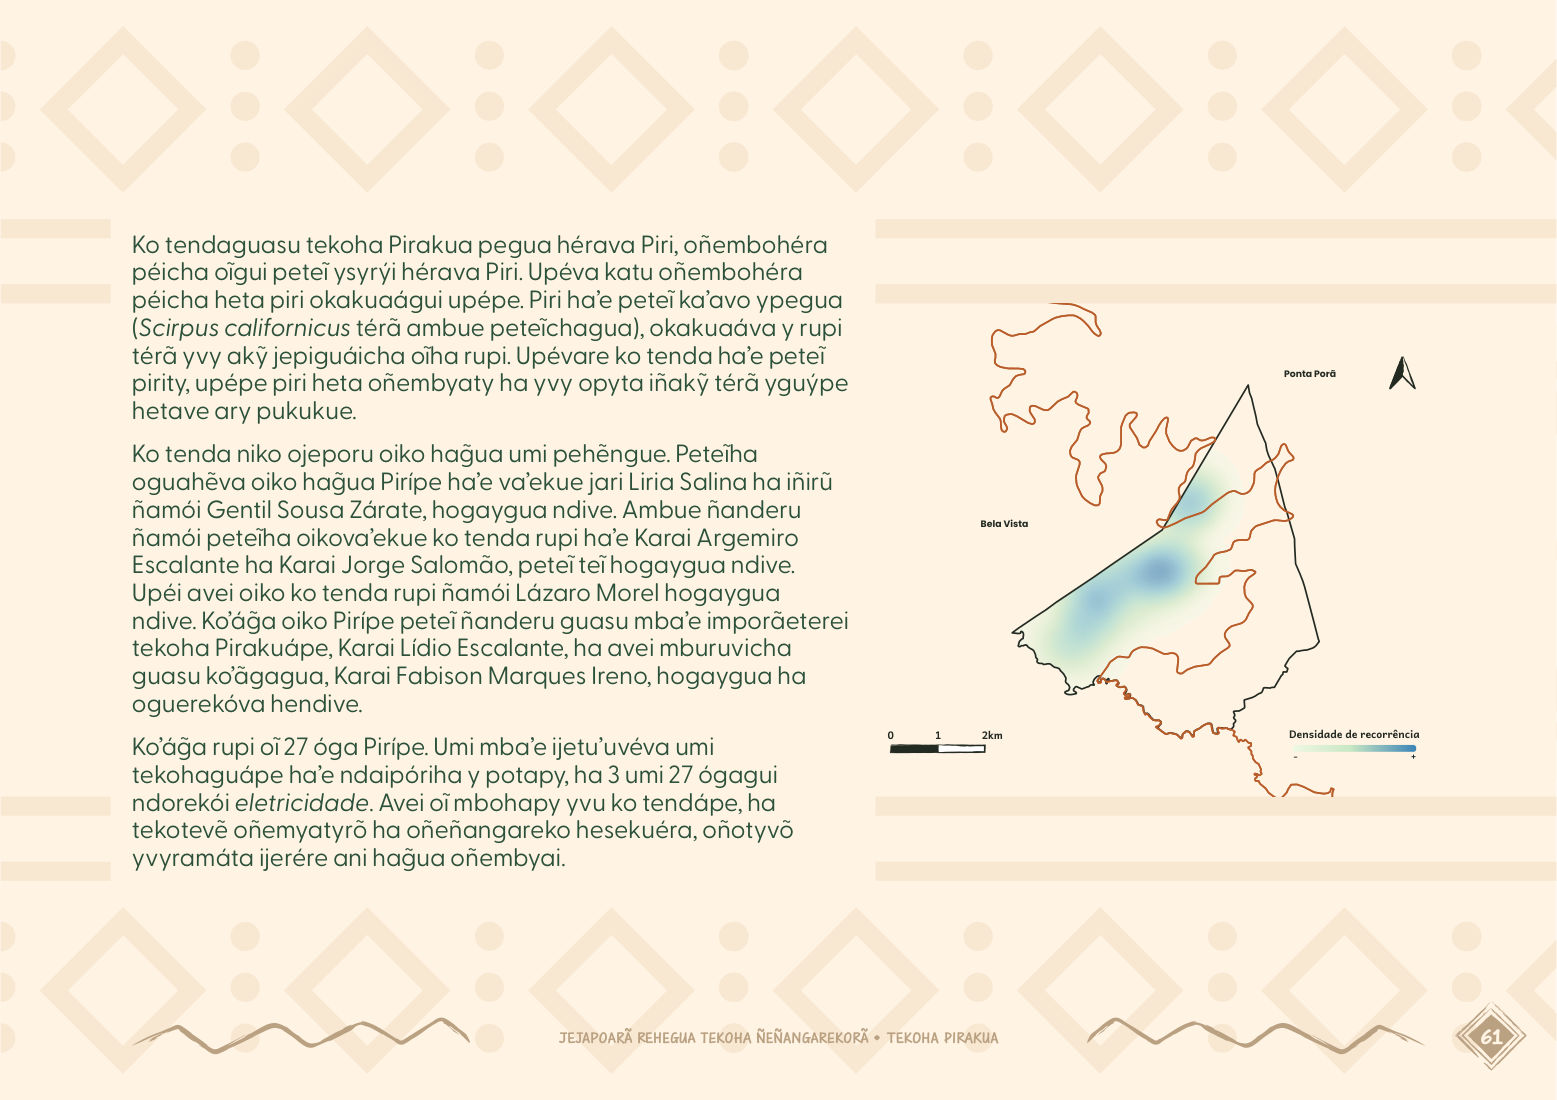 Ko tendaguasu tekoha Pirakua pegua hérava Piri, oñembohéra
péicha oĩgui peteĩ ysyrýi hérava Piri. Upéva katu oñembohéra
péicha heta piri okakuaágui upépe. Piri ha’e peteĩ ka’avo ypegua
(Scirpus californicus térã ambue peteĩchagua), okakuaáva y rupi
térã yvy akỹ jepiguáicha oĩha rupi. Upévare ko tenda ha’e peteĩ
pirity, upépe piri heta oñembyaty ha yvy opyta iñakỹ térã yguýpe
hetave ary pukukue.
Ko tenda niko ojeporu oiko hag̃ua umi pehẽngue. Peteĩha
oguahẽva oiko hag̃ua Pirípe ha’e va’ekue jari Liria Salina ha iñirũ
ñamói Gentil Sousa Zárate, hogaygua ndive. Ambue ñanderu
ñamói peteĩha oikova’ekue ko tenda rupi ha’e Karai Argemiro
Escalante ha Karai Jorge Salomão, peteĩ teĩ hogaygua ndive.
Upéi avei oiko ko tenda rupi ñamói Lázaro Morel hogaygua
ndive. Ko’ág̃a oiko Pirípe peteĩ ñanderu guasu mba’e imporãeterei
tekoha Pirakuápe, Karai Lídio Escalante, ha avei mburuvicha
guasu ko’ãgagua, Karai Fabison Marques Ireno, hogaygua ha
oguerekóva hendive.
Ko’ág̃a rupi oĩ 27 óga Pirípe. Umi mba’e ijetu’uvéva umi
tekohaguápe ha’e ndaipóriha y potapy, ha 3 umi 27 ógagui
ndorekói eletricidade. Avei oĩ mbohapy yvu ko tendápe, ha
tekotevẽ oñemyatyrõ ha oñeñangareko hesekuéra, oñotyvõ
yvyramáta ijerére ani hag̃ua oñembyai.
Ponta Porã
Bela Vista
0 1 2km
Densidade de recorrência
- +
JEJAPOARÃ REHEGUA TEKOHA ÑEÑANGAREKORÃ • TEKOHA PIRAKUA
61